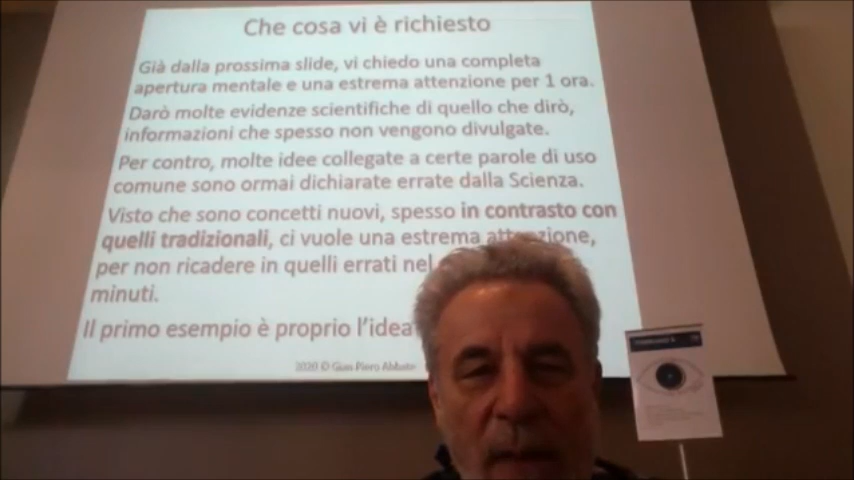 Che cosa vi è richiesto
Già dalla prossima slide, vi chiedo una completa
apertura mentale e una estrema attenzione per 1 ora.
Darò molte evidenze scientifiche di quello che dirò,
informazioni che spesso non vengono divulgate.
Per contro, molte idee collegate a certe parole di uso
comune sono ormai dichiarate errate dalla Scienza.
Visto che sono concetti nuovi, spesso in contrasto con
quelli tradizionali, ci vuole una estrema attenzione,
per non ricadere in quelli errati nel
minuti.
Il primo esempio è proprio l'idea
2020 © Gian Piero Abbate